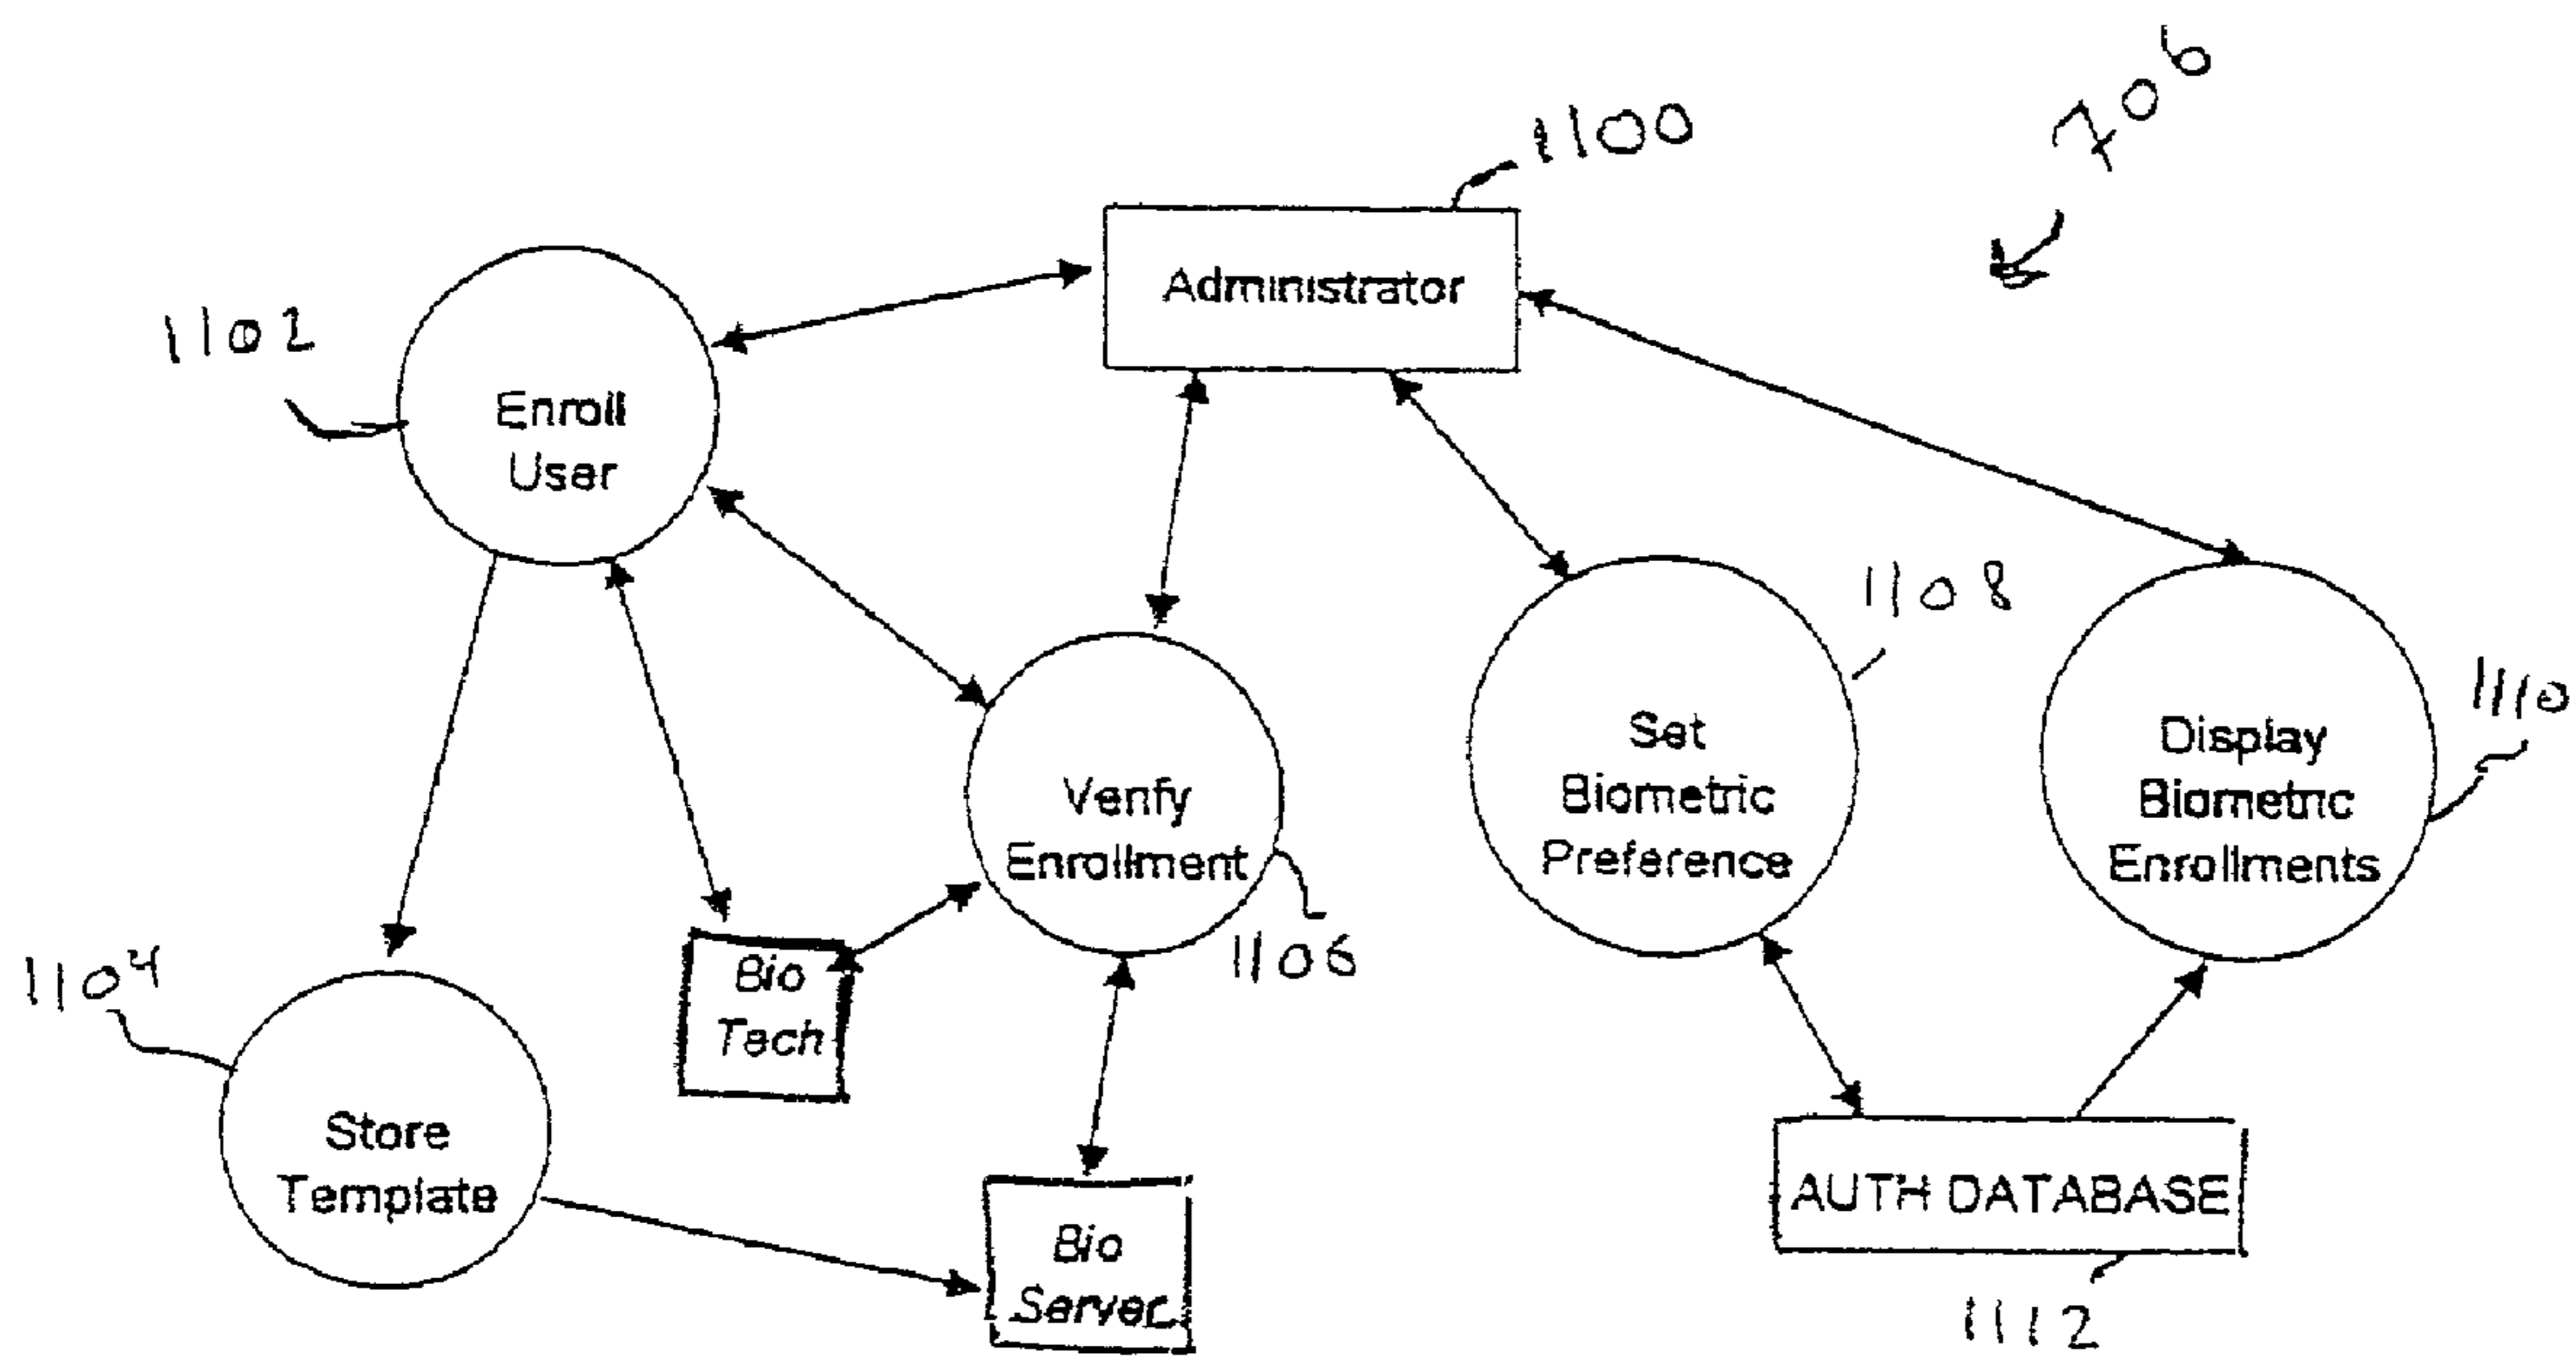 706
1100
Administrator
1102
Enroll
User
1108
Set
Biometric
Preference
1110
Display
Biometric
Enrollments
Verify
Enrollment
1106
1104
Bio
Tech
Store
Template
Bio
Server
AUTH DATABASE
1112